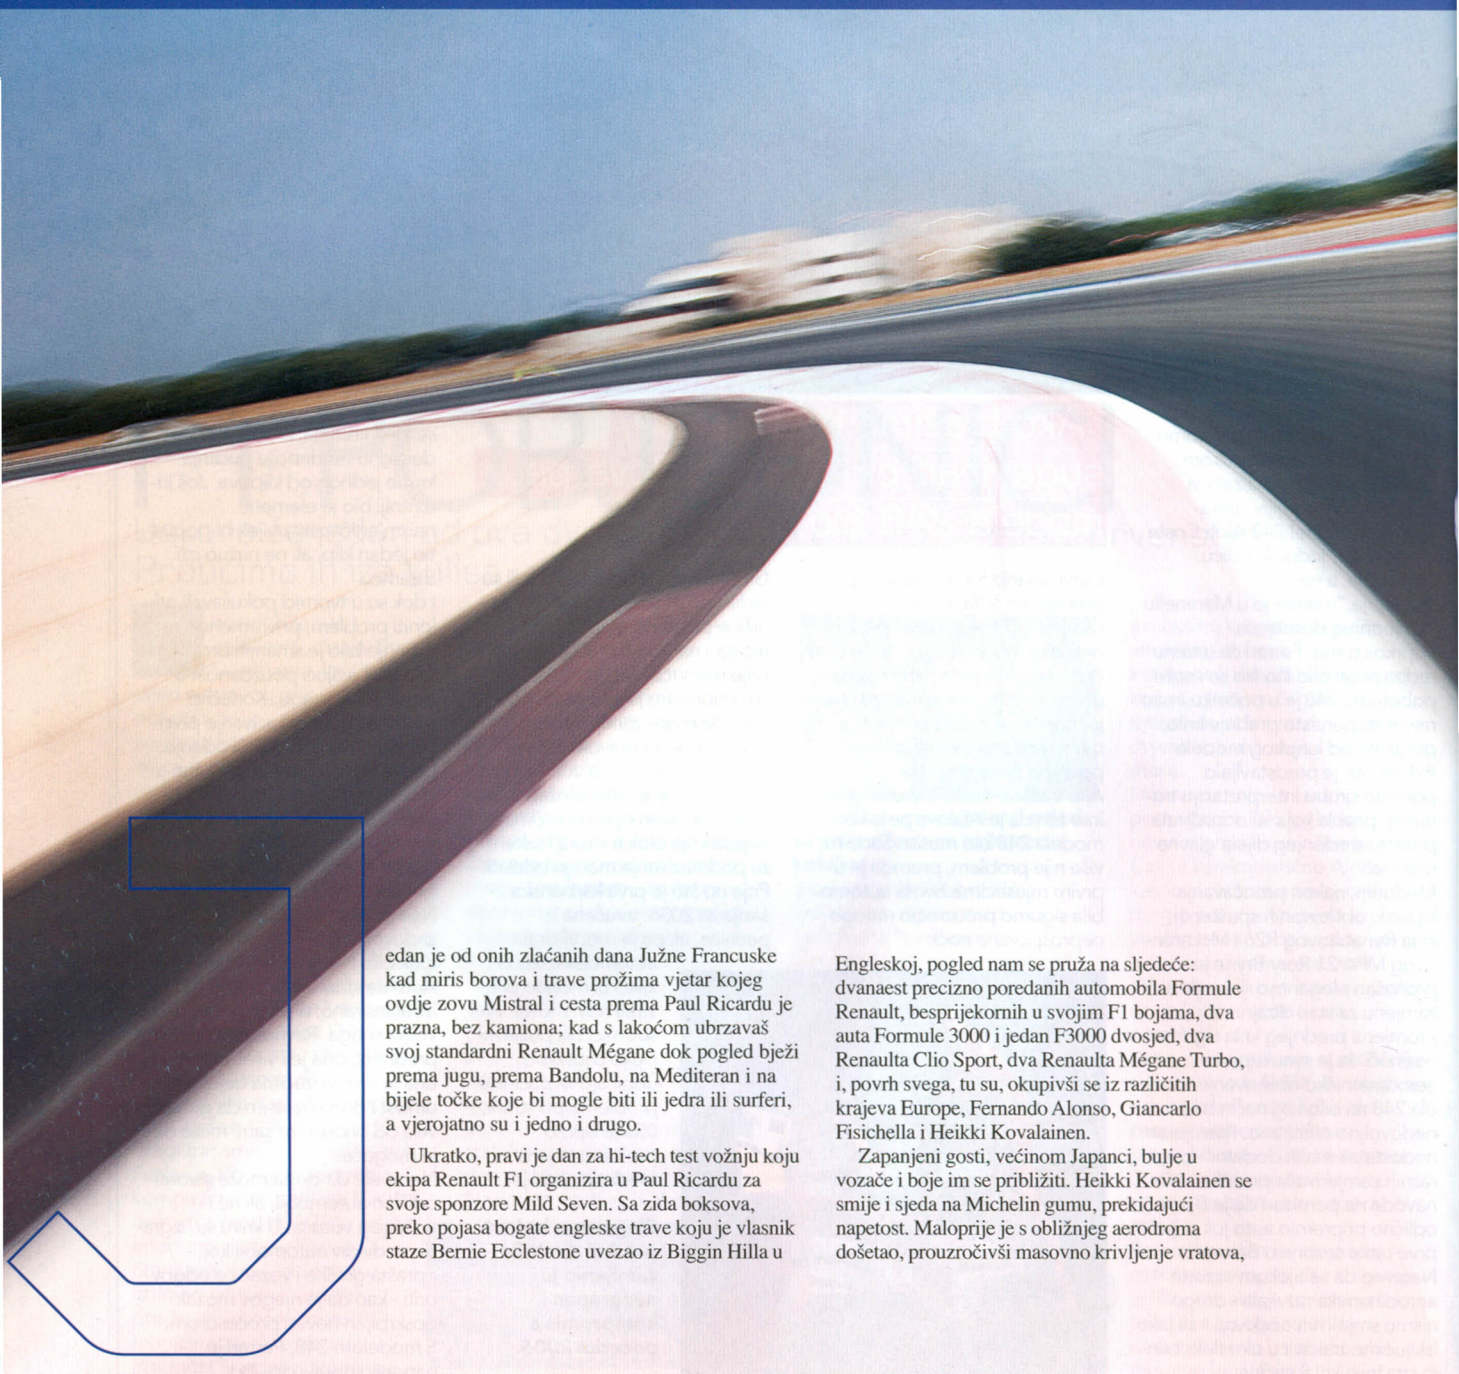 J
edan je od onih zlaćanih dana Južne Francuske
kad miris borova i trave prožima vjetar kojeg
ovdje zovu Mistral i cesta prema Paul Ricardu je
prazna, bez kamiona; kad s lakoćom ubrzavaš
svoj standardni Renault Mégane dok pogled bježi
prema jugu, prema Bandolu, na Mediteran i na
bijele točke koje bi mogle biti ili jedra ili surferi,
a vjerojatno su i jedno i drugo.
Ukratko, pravi je dan za hi-tech test vožnju koju
ekipa Renault F1 organizira u Paul Ricardu za
svoje sponzore Mild Seven. Sa zida boksova,
preko pojasa bogate engleske trave koju je vlasnik
staze Bernie Ecclestone uvezao iz Biggin Hilla u
Engleskoj, pogled nam se pruža na sljedeće:
dvanaest precizno poredanih automobila Formule
Renault, besprijekornih u svojim F1 bojama, dva
auta Formule 3000 i jedan F3000 dvosjed, dva
Renaulta Clio Sport, dva Renaulta Mégane Turbo,
i, povrh svega, tu su, okupivši se iz različitih
krajeva Europe, Fernando Alonso, Giancarlo
Fisichella i Heikki Kovalainen.
Zapanjeni gosti, većinom Japanci, bulje u
vozače i boje im se približiti. Heikki Kovalainen se
smije i sjeda na Michelin gumu, prekidajući
napetost. Maloprije je s obližnjeg aerodroma
došetao, prouzročivši masovno krivljenje vratova,